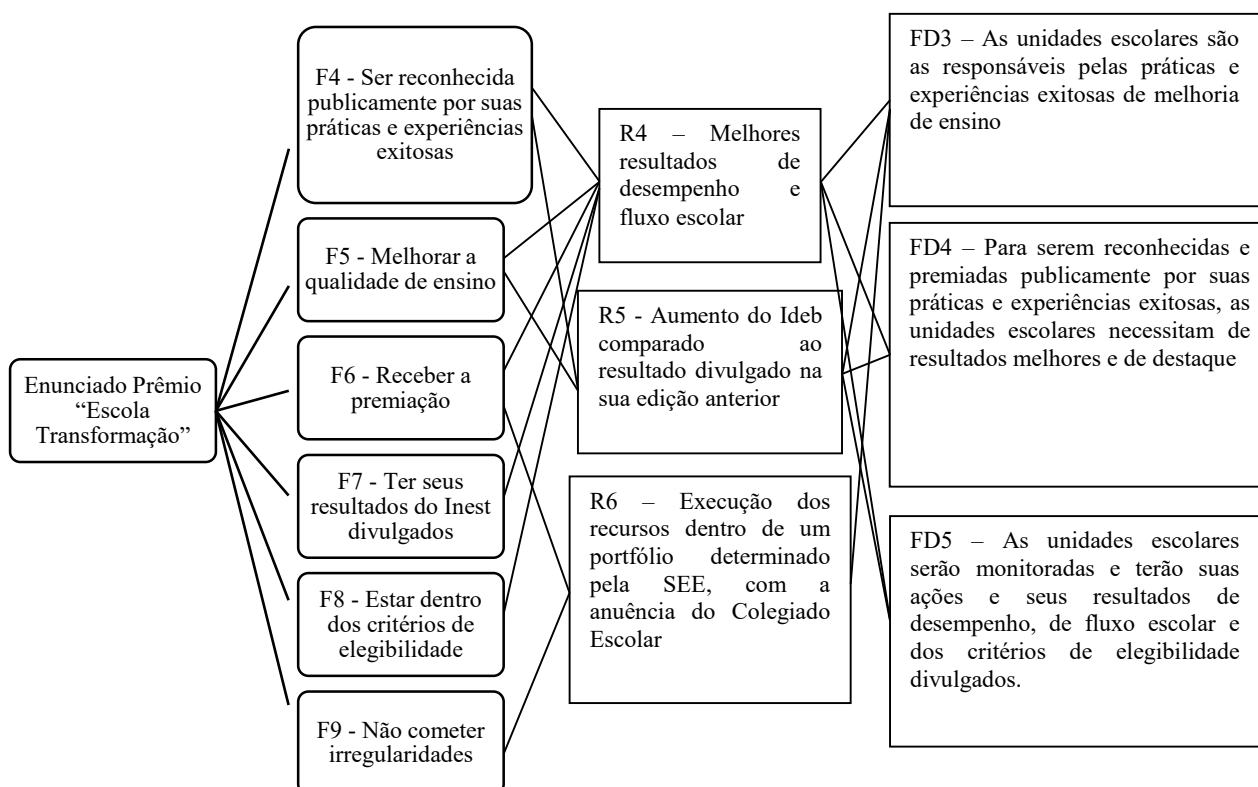 Enunciado Prêmio
“Escola
Transformação”
F4 - Ser reconhecida
publicamente por suas
práticas e experiências
exitosas
F5 - Melhorar a
qualidade de ensino
F6 - Receber a
premiação
F7 - Ter seus
resultados do Inest
divulgados
F8 - Estar dentro
dos critérios de
elegibilidade
F9 - Não cometer
irregularidades
R4 – Melhores
resultados de
desempenho e
fluxo escolar
R5 - Aumento do Ideb
comparado ao
resultado divulgado na
sua edição anterior
R6 – Execução dos
recursos dentro de um
portfólio determinado
pela SEE, com a
anuência do Colegiado
Escolar
FD3 – As unidades escolares são
as responsáveis pelas práticas e
experiências exitosas de melhoria
de ensino
FD4 – Para serem reconhecidas e
premiadas publicamente por suas
práticas e experiências exitosas, as
unidades escolares necessitam de
resultados melhores e de destaque
FD5 – As unidades escolares
serão monitoradas e terão suas
ações e seus resultados de
desempenho, de fluxo escolar e
dos critérios de elegibilidade
divulgados.